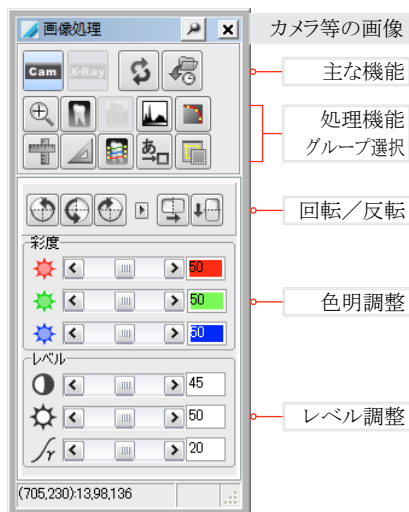 画像処理
カメラ等の画像
Cam
X-Ray
主な機能
処理機能
グループ選択
あ
回転／反転
彩度
50
50
50
色明調整
レベル
45
50
20
レベル調整
(705,230):13,98,136